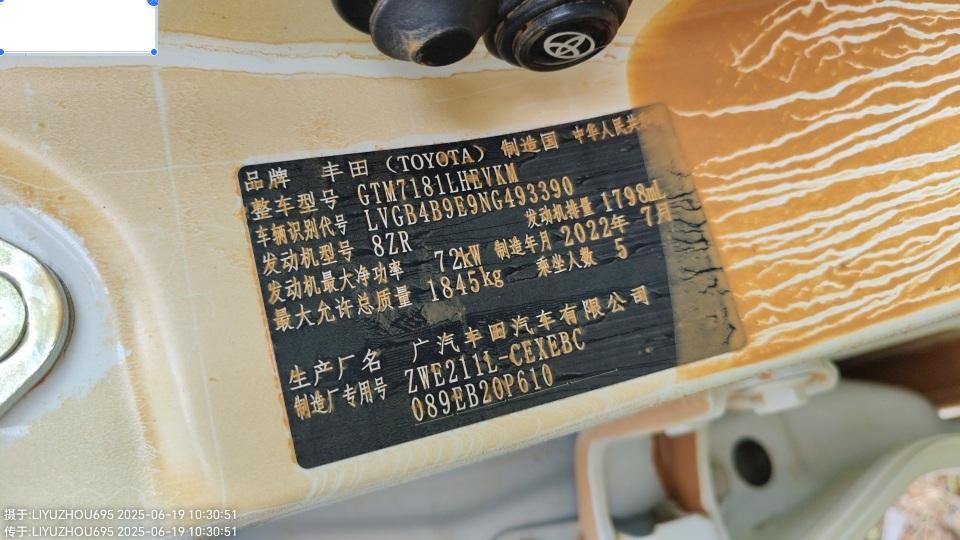 品牌 丰田（TOYOTA） 制造国 中华人民共
整车型号 GTM7181LHEVKM
车辆识别代号 LVGB4B9E9NG493390
发动机型号 8ZR 发动机排量 1798mL
发动机最大净功率 72kW 制造年月 2022年 7月
最大允许总质量 1845kg 乘坐人数 5
生产厂名 广汽丰田汽车有限公司
制造厂专用号 ZWE211L-CEXEBC
089EB20P610
摄于:LIYUZHOU695 2025-06-19 10:30:51
传于:LIYUZHOU695 2025-06-19 10:30:51